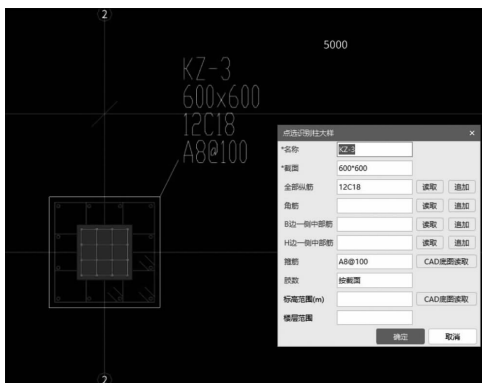 2
5000
KZ-3
600x600
12C18
A8@100
点选识别柱大样 ×
*名称 KZ-3
*截面 600*600
全部纵筋 12C18 读取 追加
角筋 读取 追加
B边一侧中部筋 读取 追加
H边一侧中部筋 读取 追加
箍筋 A8@100 CAD底图读取
肢数 按截面
标高范围(m) CAD底图读取
楼层范围
确定 取消
2